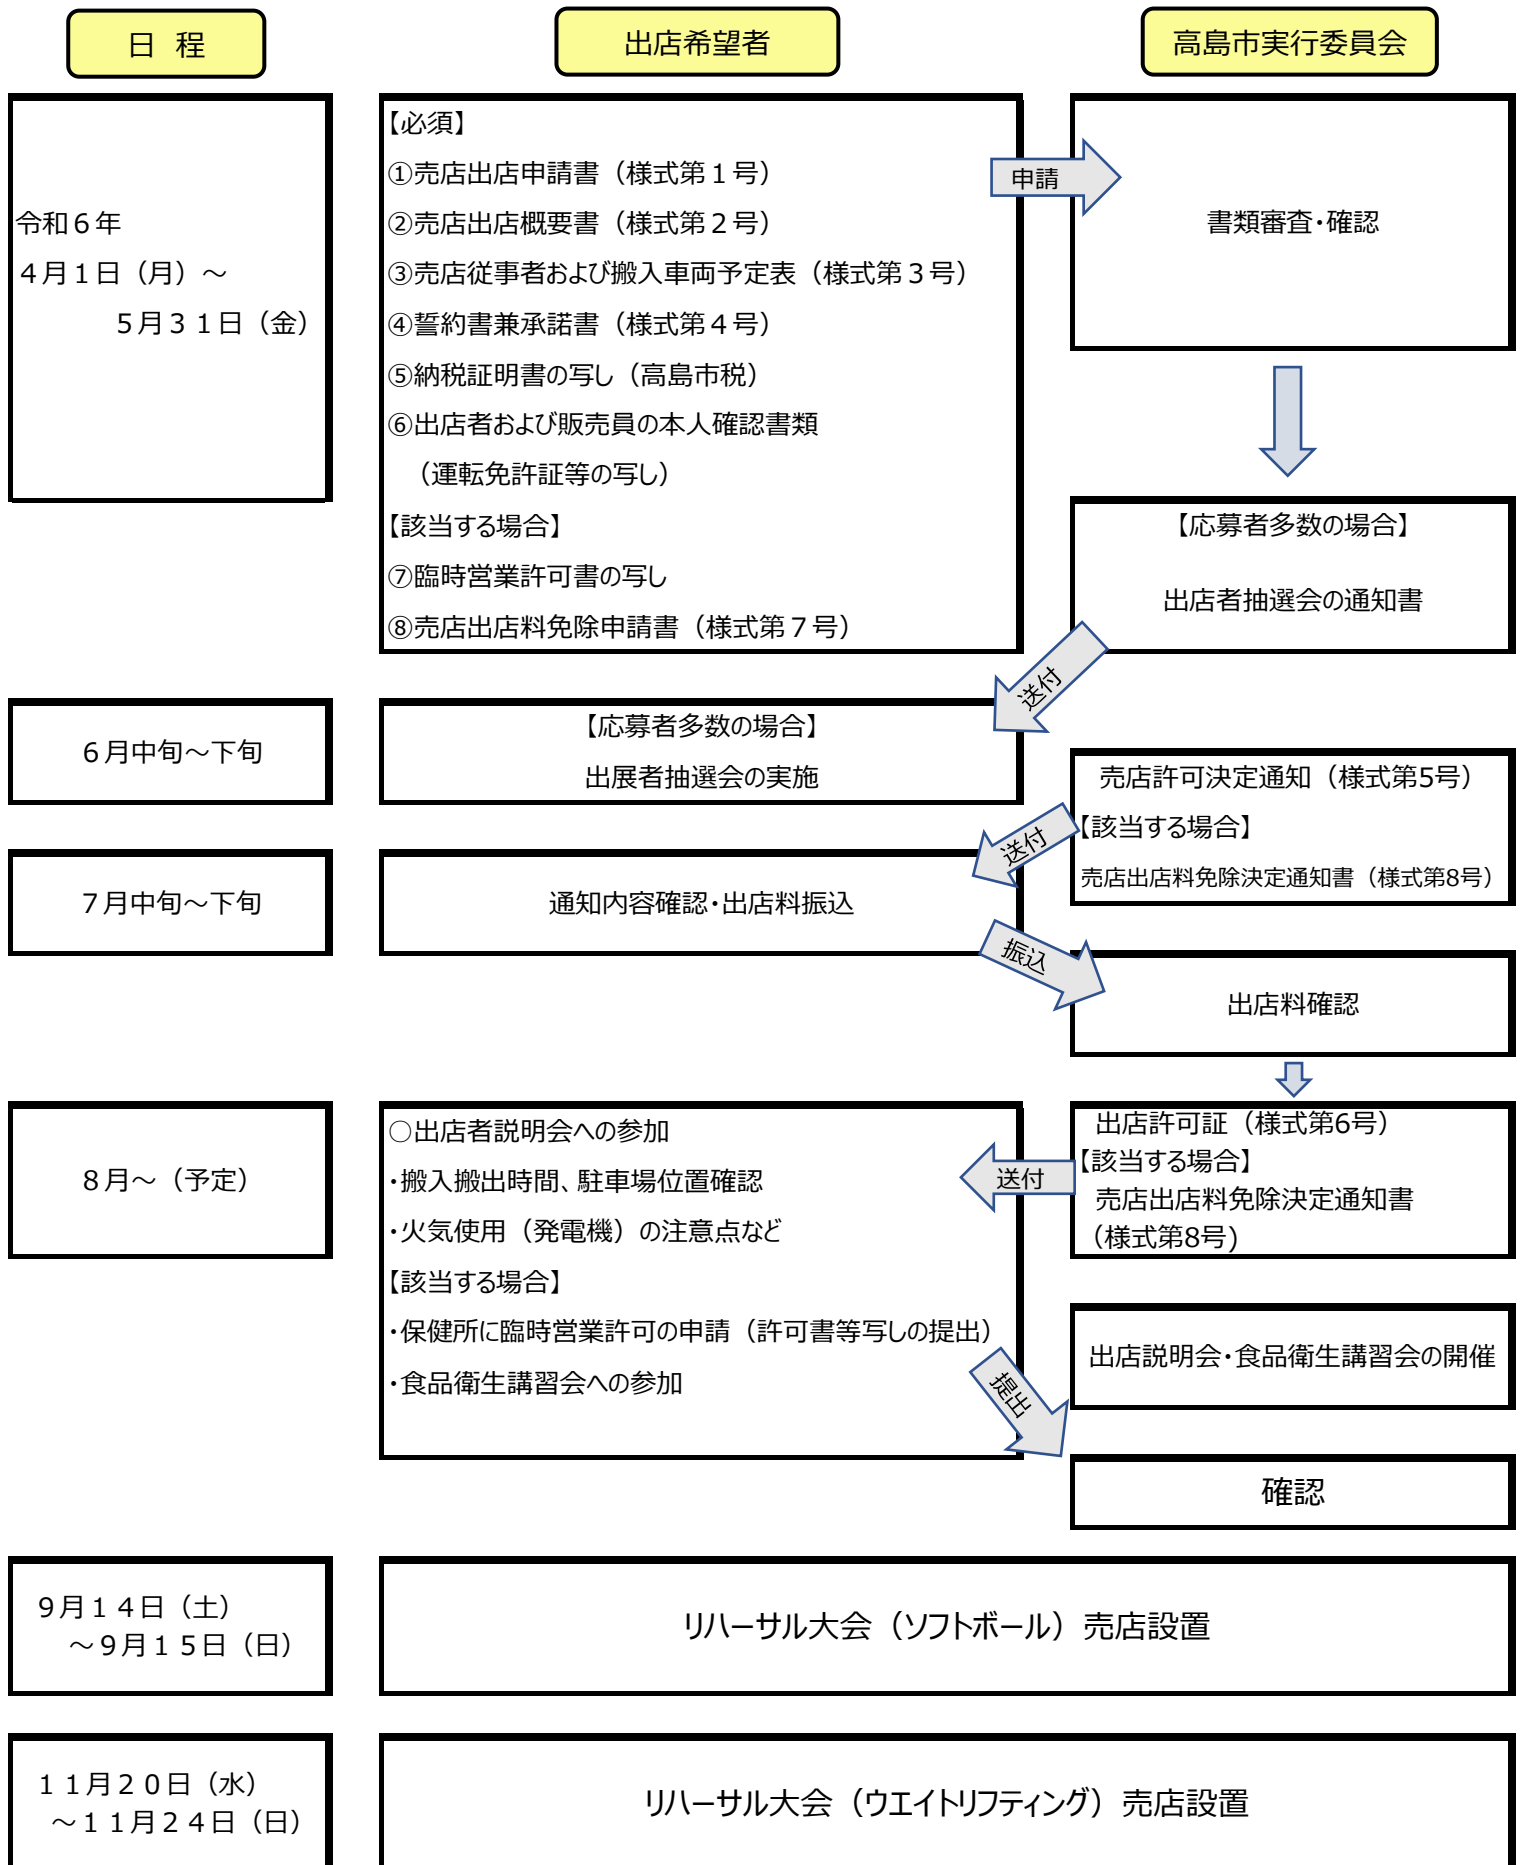 日 程
出店希望者
高島市実行委員会
令和６年
４月１日（月）～
５月３１日（金）
【必須】
①売店出店申請書（様式第１号）
②売店出店概要書（様式第２号）
③売店従事者および搬入車両予定表（様式第３号）
④誓約書兼承諾書（様式第４号）
⑤納税証明書の写し（高島市税）
⑥出店者および販売員の本人確認書類
（運転免許証等の写し）
【該当する場合】
⑦臨時営業許可書の写し
⑧売店出店料免除申請書（様式第７号）
申請
書類審査・確認
【応募者多数の場合】
出店者抽選会の通知書
送付
６月中旬～下旬
【応募者多数の場合】
出展者抽選会の実施
売店許可決定通知（様式第5号）
【該当する場合】
売店出店料免除決定通知書（様式第8号）
送付
７月中旬～下旬
通知内容確認・出店料振込
振込
出店料確認
８月～（予定）
○出店者説明会への参加
・搬入搬出時間、駐車場位置確認
・火気使用（発電機）の注意点など
【該当する場合】
・保健所に臨時営業許可の申請（許可書等写しの提出）
・食品衛生講習会への参加
送付
出店許可証（様式第6号）
【該当する場合】
売店出店料免除決定通知書
（様式第8号)
出店説明会・食品衛生講習会の開催
提出
確認
９月１４日（土）
～９月１５日（日）
リハーサル大会（ソフトボール）売店設置
１１月２０日（水）
～１１月２４日（日）
リハーサル大会（ウエイトリフティング）売店設置